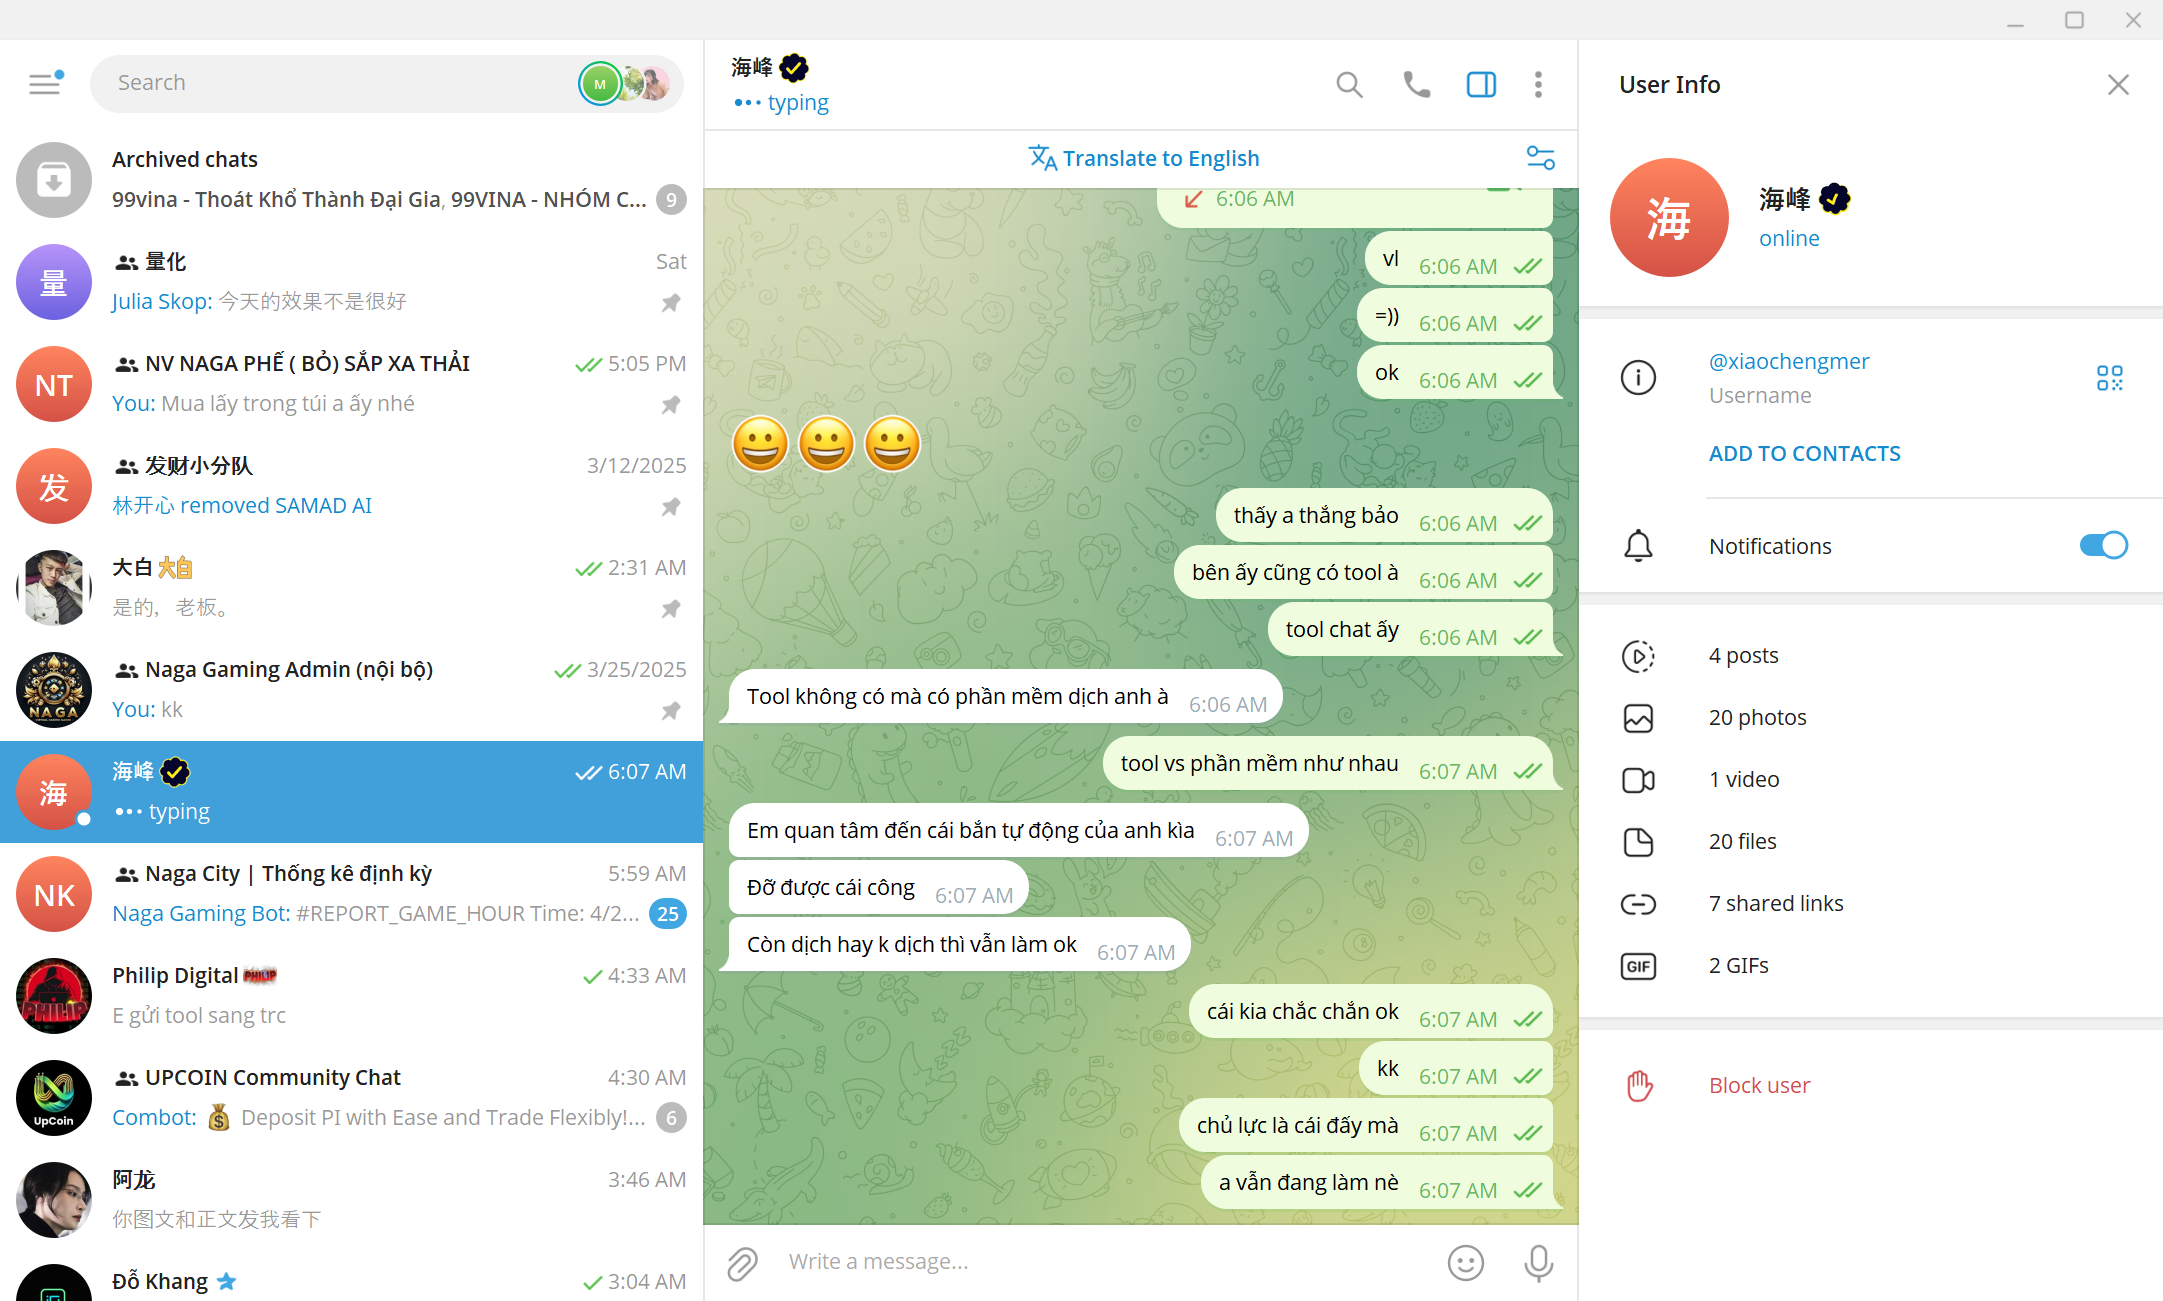 Search
M
Archived chats
99vina - Thoát Khổ Thành Đại Gia, 99VINA - NHÓM C...
9
量
量化
Sat
Julia Skop: 今天的效果不是很好
NT
NV NAGA PHẾ ( BỎ) SẮP XA THẢI
5:05 PM
You: Mua lấy trong túi a ấy nhé
发
发财小分队
3/12/2025
林开心 removed SAMAD AI
大白 大白
2:31 AM
是的，老板。
NAGA
Naga Gaming Admin (nội bộ)
3/25/2025
You: kk
海
海峰
6:07 AM
typing
NK
Naga City | Thống kê định kỳ
5:59 AM
Naga Gaming Bot: #REPORT_GAME_HOUR Time: 4/2...
25
PHILIP
Philip Digital PHILIP
4:33 AM
E gửi tool sang trc
UpCoin
UPCOIN Community Chat
4:30 AM
Combot: 💰 Deposit PI with Ease and Trade Flexibly!...
6
阿龙
3:46 AM
你图文和正文发我看下
Đỗ Khang
3:04 AM
海峰
typing
Translate to English
6:06 AM
vl 6:06 AM
=)) 6:06 AM
ok 6:06 AM
😀😀😀
thấy a thắng bảo 6:06 AM
bên ấy cũng có tool à 6:06 AM
tool chat ấy 6:06 AM
Tool không có mà có phần mềm dịch anh à 6:06 AM
tool vs phần mềm như nhau 6:07 AM
Em quan tâm đến cái bắn tự động của anh kìa 6:07 AM
Đỡ được cái công 6:07 AM
Còn dịch hay k dịch thì vẫn làm ok 6:07 AM
cái kia chắc chắn ok 6:07 AM
kk 6:07 AM
chủ lực là cái đấy mà 6:07 AM
a vẫn đang làm nè 6:07 AM
Write a message...
User Info
海
海峰
online
@xiaochengmer
Username
ADD TO CONTACTS
Notifications
4 posts
20 photos
1 video
20 files
7 shared links
GIF
2 GIFs
Block user